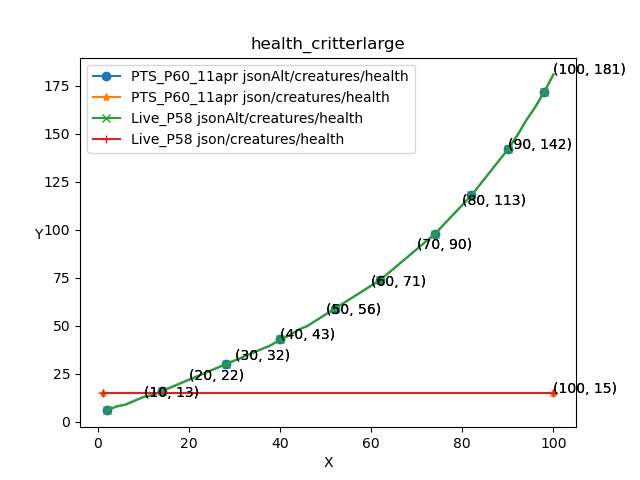 health_critterlarge
PTS_P60_11apr jsonAlt/creatures/health
PTS_P60_11apr json/creatures/health
Live_P58 jsonAlt/creatures/health
Live_P58 json/creatures/health
(100, 181)
175
150
(90, 142)
125
(80, 113)
Y
100
(70, 90)
75
(60, 71)
50
(50, 56)
(40, 43)
(30, 32)
25
(20, 22)
(10, 13)
(100, 15)
0
0 20 40 60 80 100
X